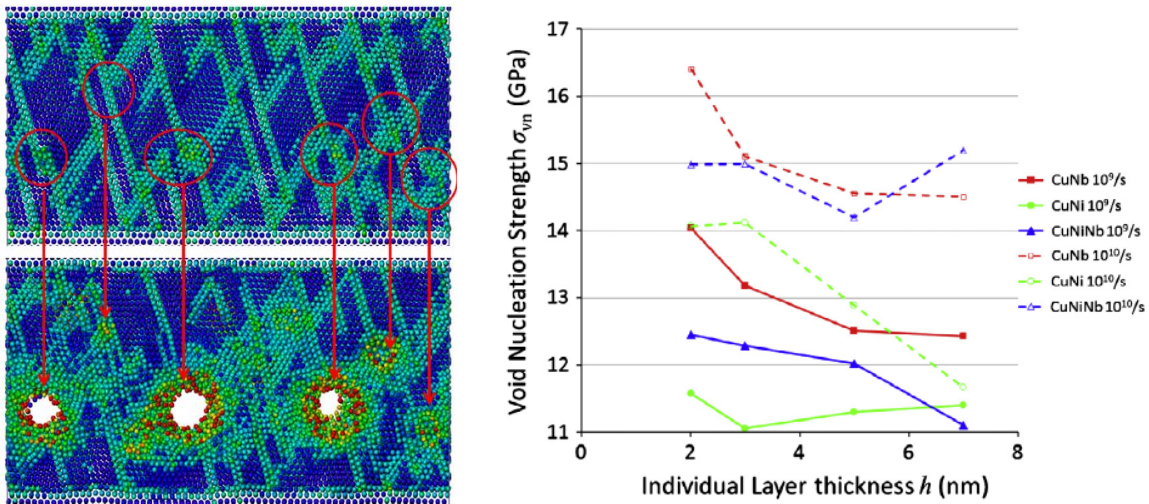 17
16
15
14
13
12
11
Void Nucleation Strength σvn (GPa)
0 2 4 6 8
Individual Layer thickness h (nm)
CuNb 10⁹/s
CuNi 10⁹/s
CuNiNb 10⁹/s
CuNb 10¹⁰/s
CuNi 10¹⁰/s
CuNiNb 10¹⁰/s